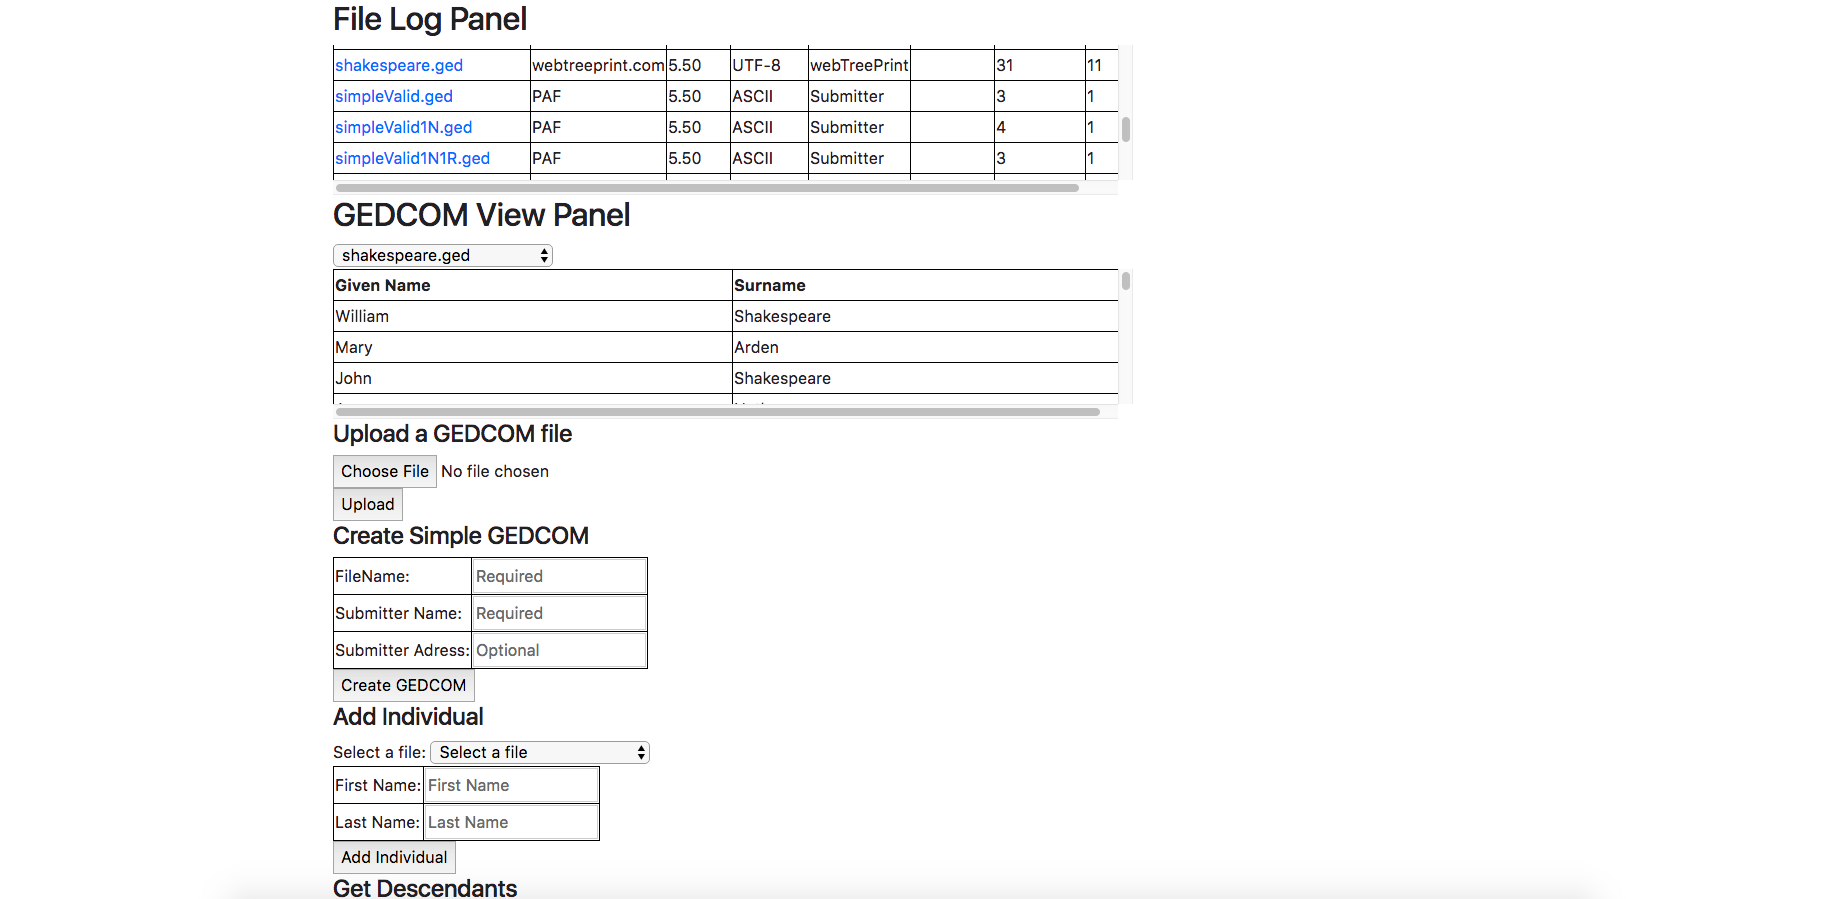 File Log Panel
shakespeare.ged webtreeprint.com 5.50 UTF-8 webTreePrint 31 11
simpleValid.ged PAF 5.50 ASCII Submitter 3 1
simpleValid1N.ged PAF 5.50 ASCII Submitter 4 1
simpleValid1N1R.ged PAF 5.50 ASCII Submitter 3 1
GEDCOM View Panel
shakespeare.ged
Given Name Surname
William Shakespeare
Mary Arden
John Shakespeare
Upload a GEDCOM file
Choose File No file chosen
Upload
Create Simple GEDCOM
FileName: Required
Submitter Name: Required
Submitter Adress: Optional
Create GEDCOM
Add Individual
Select a file: Select a file
First Name: First Name
Last Name: Last Name
Add Individual
Get Descendants